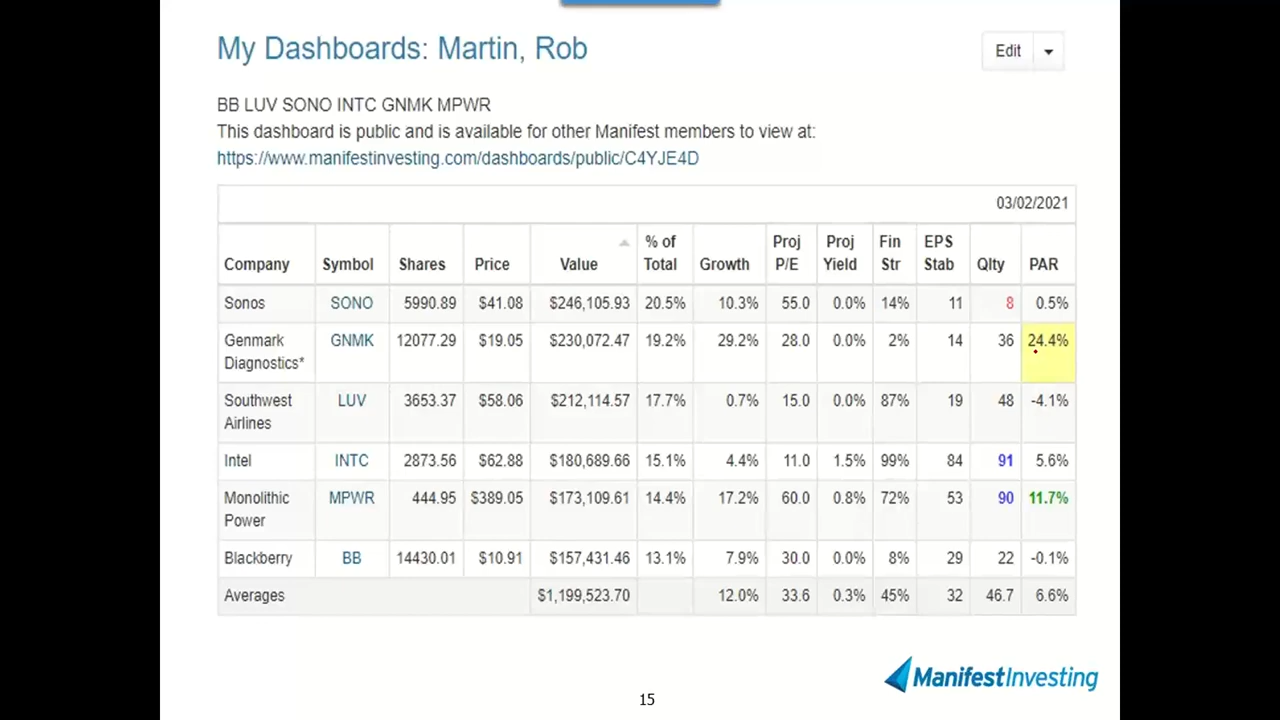 My Dashboards: Martin, Rob
Edit
BB LUV SONO INTC GNMK MPWR
This dashboard is public and is available for other Manifest members to view at:
https://www.manifestinvesting.com/dashboards/public/C4YJE4D
03/02/2021
Company Symbol Shares Price Value % of Total Growth Proj P/E Proj Yield Fin Str EPS Stab Qlty PAR
Sonos SONO 5990.89 $41.08 $246,105.93 20.5% 10.3% 55.0 0.0% 14% 11 8 0.5%
Genmark Diagnostics* GNMK 12077.29 $19.05 $230,072.47 19.2% 29.2% 28.0 0.0% 2% 14 36 24.4%
Southwest Airlines LUV 3653.37 $58.06 $212,114.57 17.7% 0.7% 15.0 0.0% 87% 19 48 -4.1%
Intel INTC 2873.56 $62.88 $180,689.66 15.1% 4.4% 11.0 1.5% 99% 84 91 5.6%
Monolithic Power MPWR 444.95 $389.05 $173,109.61 14.4% 17.2% 60.0 0.8% 72% 53 90 11.7%
Blackberry BB 14430.01 $10.91 $157,431.46 13.1% 7.9% 30.0 0.0% 8% 29 22 -0.1%
Averages $1,199,523.70 12.0% 33.6 0.3% 45% 32 46.7 6.6%
ManifestInvesting
15